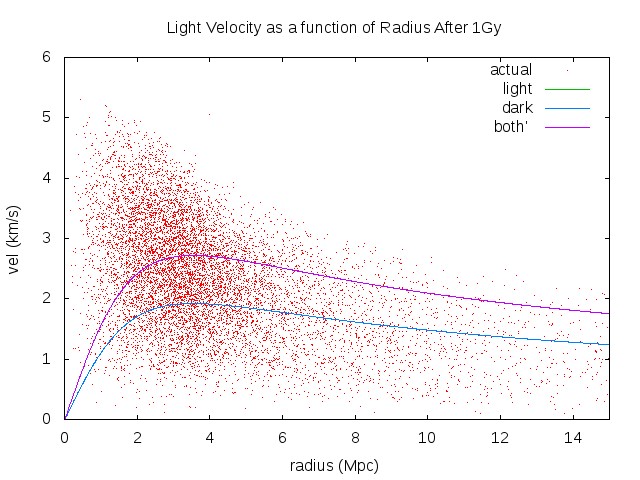 Light Velocity as a function of Radius After 1Gy
actual
light
dark
both'
6
5
4
3
2
1
0
vel (km/s)
0 2 4 6 8 10 12 14
radius (Mpc)